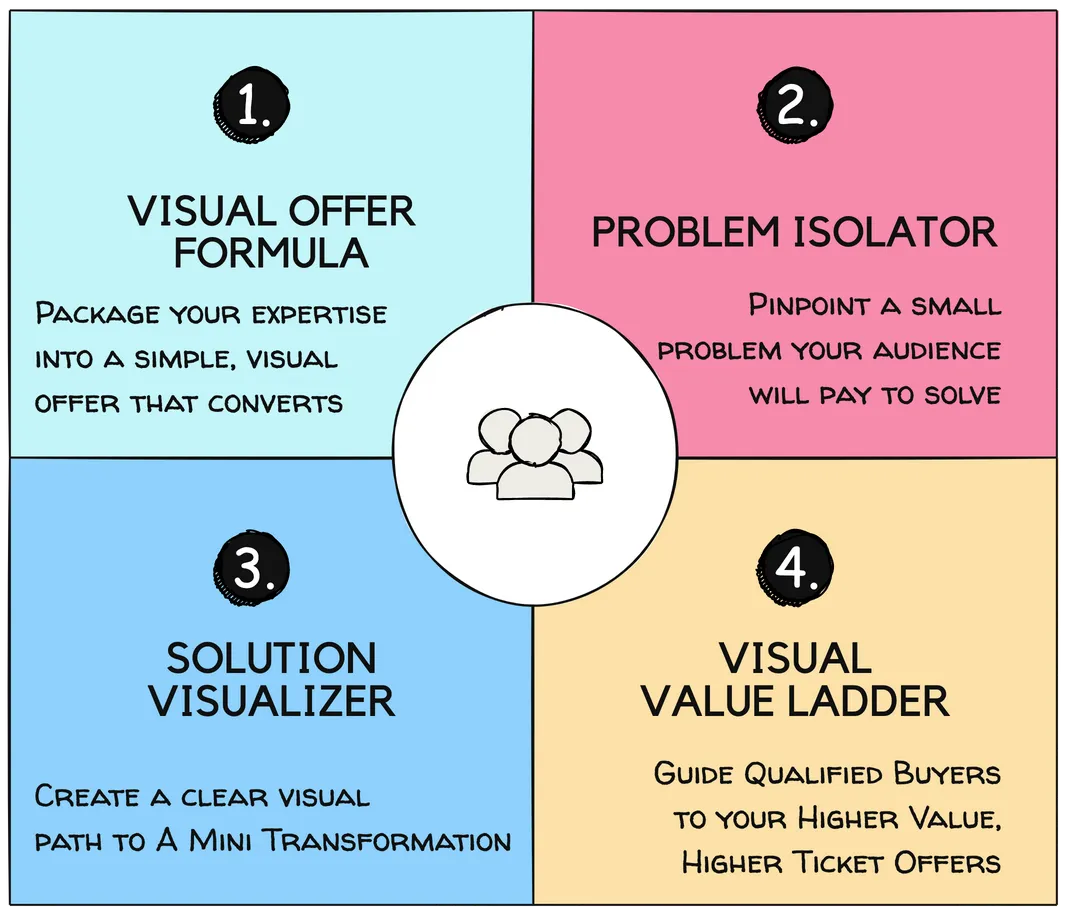 1.
VISUAL OFFER
FORMULA
PACKAGE YOUR EXPERTISE
INTO A SIMPLE, VISUAL
OFFER THAT CONVERTS
2.
PROBLEM ISOLATOR
PINPOINT A SMALL
PROBLEM YOUR AUDIENCE
WILL PAY TO SOLVE
3.
SOLUTION
VISUALIZER
CREATE A CLEAR VISUAL
PATH TO A MINI TRANSFORMATION
4.
VISUAL
VALUE LADDER
GUIDE QUALIFIED BUYERS
TO YOUR HIGHER VALUE,
HIGHER TICKET OFFERS